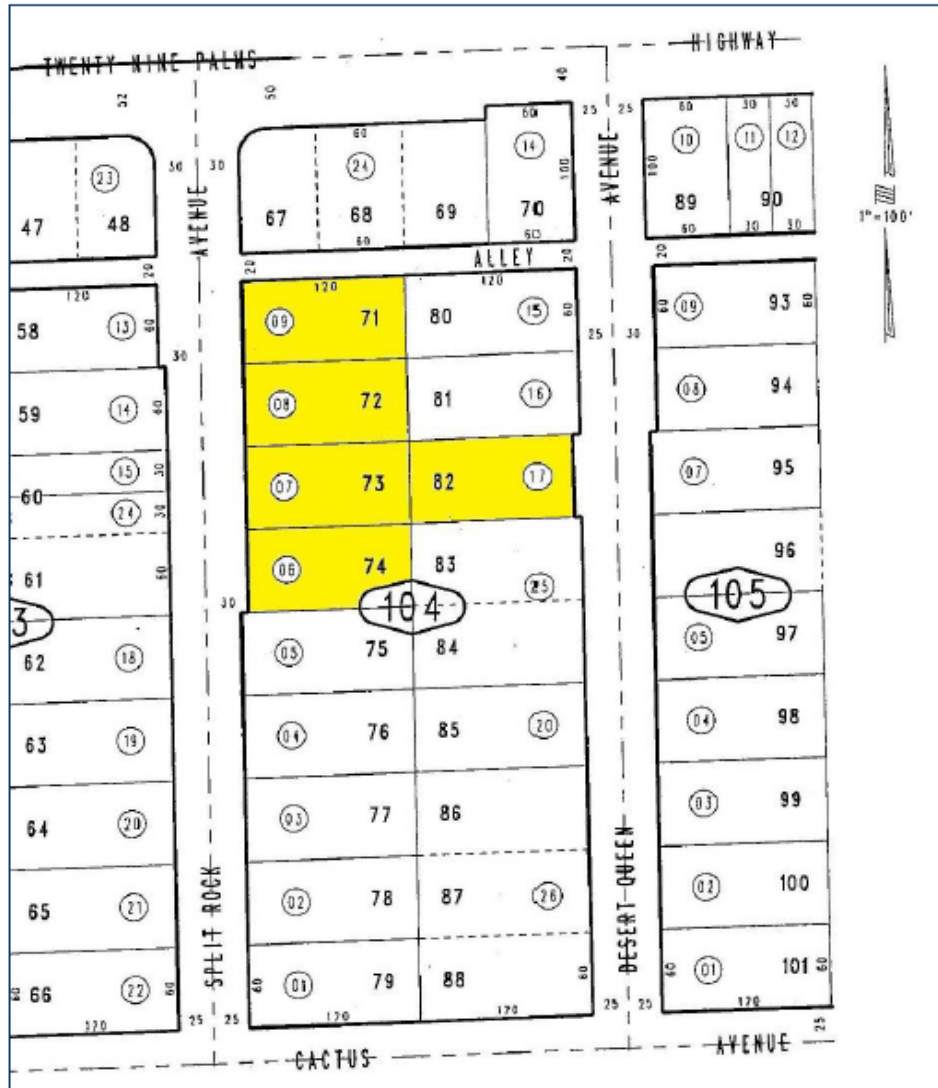 TWENTY NINE PALMS HIGHWAY
52 50 40 25 25
60 60 60 30 30
23 24 14 10 11 12
50 30 AVENUE 100 AVENUE 100
47 48 67 68 69 70 89 90
1"=100'
60 60 60 30 30
ALLEY
20 20 20 20
120 120 120
58 13 60 09 71 80 15 60 25 30 60 09 93 60
30
59 14 60 08 72 81 16 08 94
15 30
60 07 73 82 17 07 95
24 30
61 60 06 74 83 25 96
3 30 104 105
62 18 05 75 84 05 97
63 19 04 76 85 20 04 98
64 20 03 77 86 03 99
65 21 02 78 87 26 02 100
SPLIT ROCK
DESERT QUEEN
60 66 22 60 60 01 79 88 60 60 01 101 60
120 25 25 120 120 25 25 120 25
CACTUS AVENUE